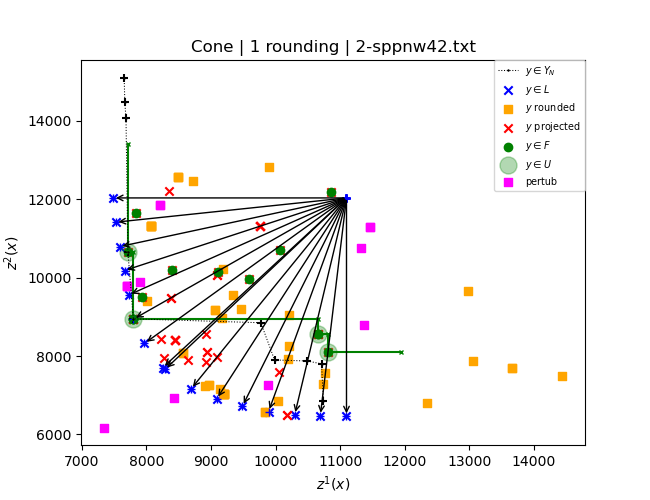 Cone | 1 rounding | 2-sppnw42.txt
y ∈ Y_N
y ∈ L
y rounded
y projected
y ∈ F
y ∈ U
pertub
z²(x)
14000
12000
10000
8000
6000
7000 8000 9000 10000 11000 12000 13000 14000
z¹(x)